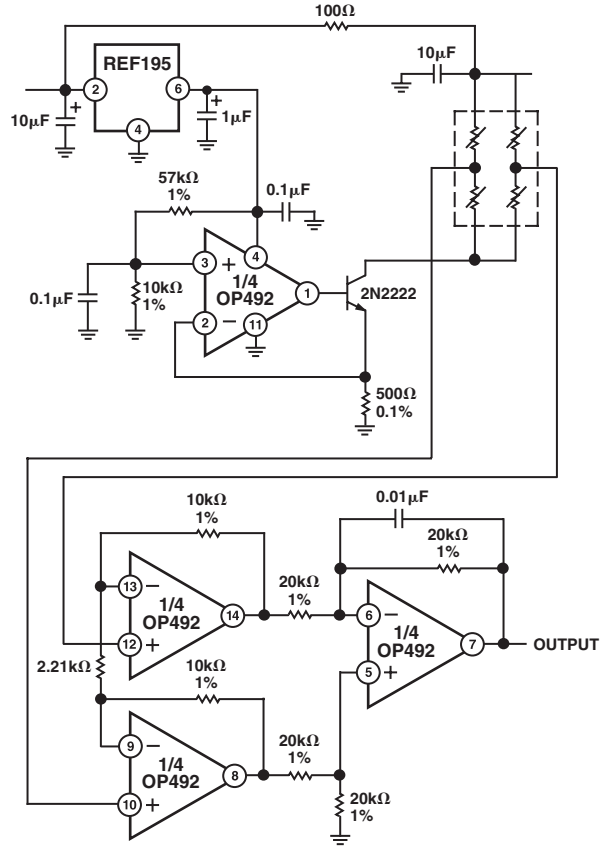 100Ω
REF195
2
6
4
10μF
+
+
1μF
10μF
57kΩ
1%
0.1μF
3
+
4
1/4
OP492
1
2N2222
0.1μF
10kΩ
1%
2
−
11
500Ω
0.1%
10kΩ
1%
0.01μF
20kΩ
1%
13
−
1/4
OP492
14
12
+
20kΩ
1%
6
−
1/4
OP492
7
OUTPUT
5
+
2.21kΩ
10kΩ
1%
9
−
1/4
OP492
8
10
+
20kΩ
1%
20kΩ
1%